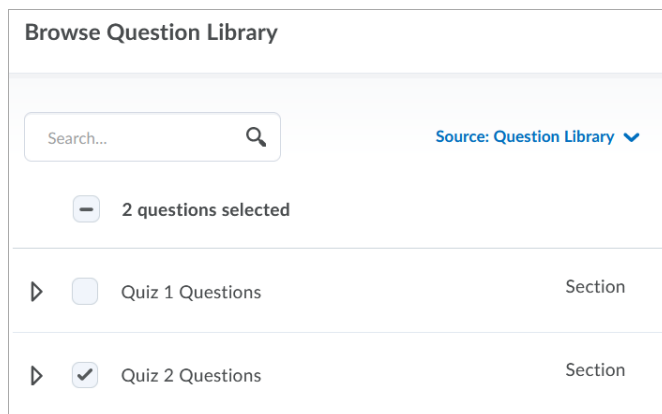 Browse Question Library
Search...
Source: Question Library
2 questions selected
Quiz 1 Questions Section
Quiz 2 Questions Section